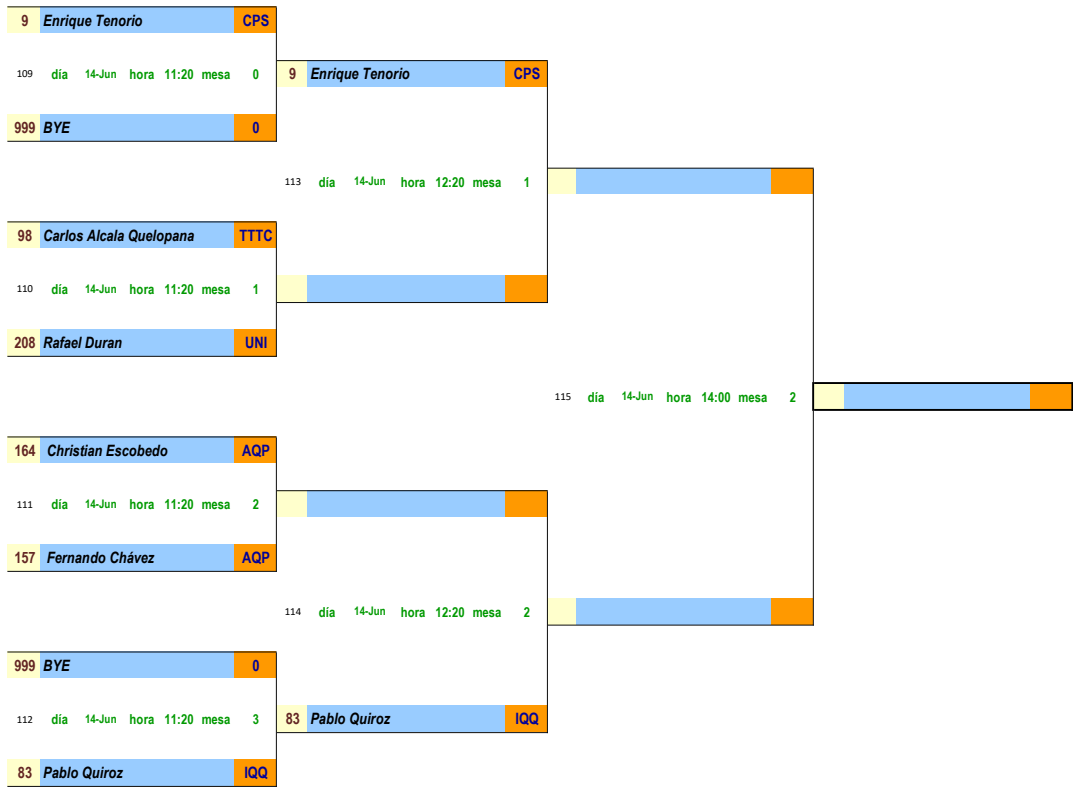 9 Enrique Tenorio CPS
109 día 14-Jun hora 11:20 mesa 0
9 Enrique Tenorio CPS
999 BYE 0
113 día 14-Jun hora 12:20 mesa 1
98 Carlos Alcala Quelopana TTTC
110 día 14-Jun hora 11:20 mesa 1
208 Rafael Duran UNI
115 día 14-Jun hora 14:00 mesa 2
164 Christian Escobedo AQP
111 día 14-Jun hora 11:20 mesa 2
157 Fernando Chávez AQP
114 día 14-Jun hora 12:20 mesa 2
999 BYE 0
112 día 14-Jun hora 11:20 mesa 3
83 Pablo Quiroz IQQ
83 Pablo Quiroz IQQ